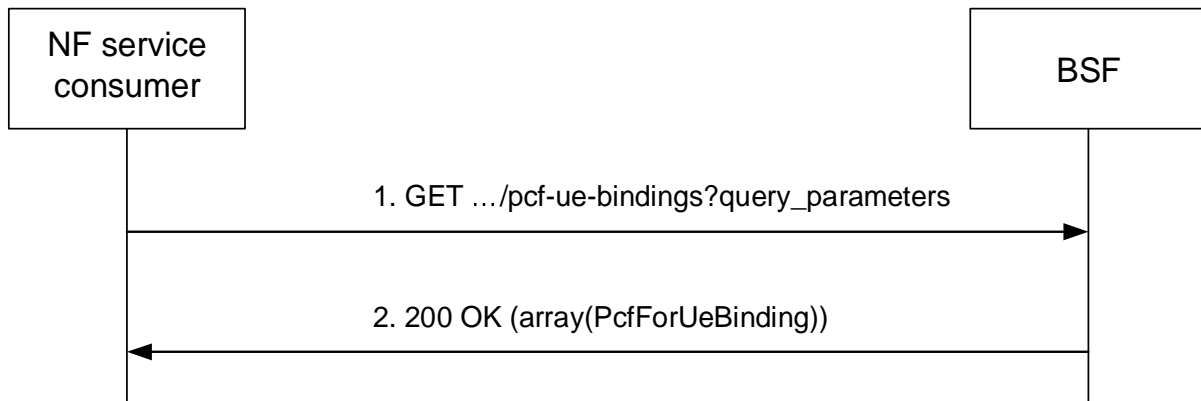 NF service
consumer
BSF
1. GET …/pcf-ue-bindings?query_parameters
2. 200 OK (array(PcfForUeBinding))